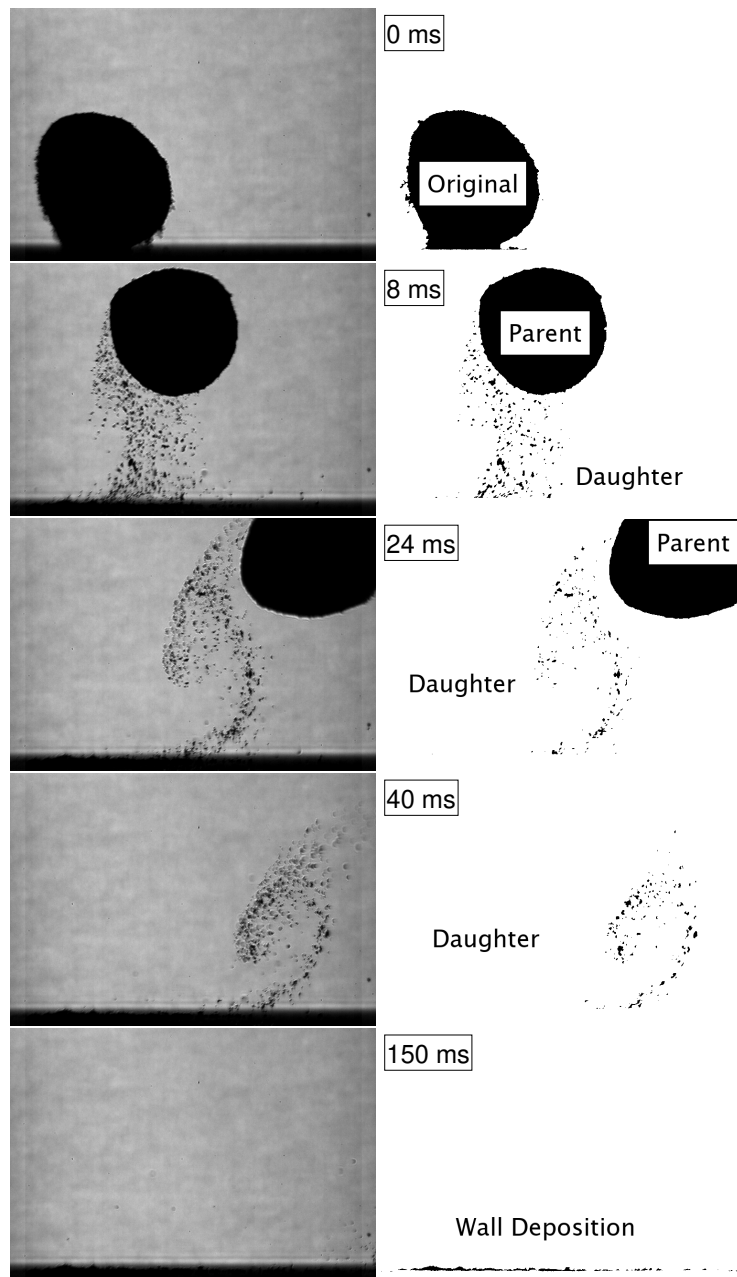 0 ms
Original
8 ms
Parent
Daughter
24 ms
Parent
Daughter
40 ms
Daughter
150 ms
Wall Deposition